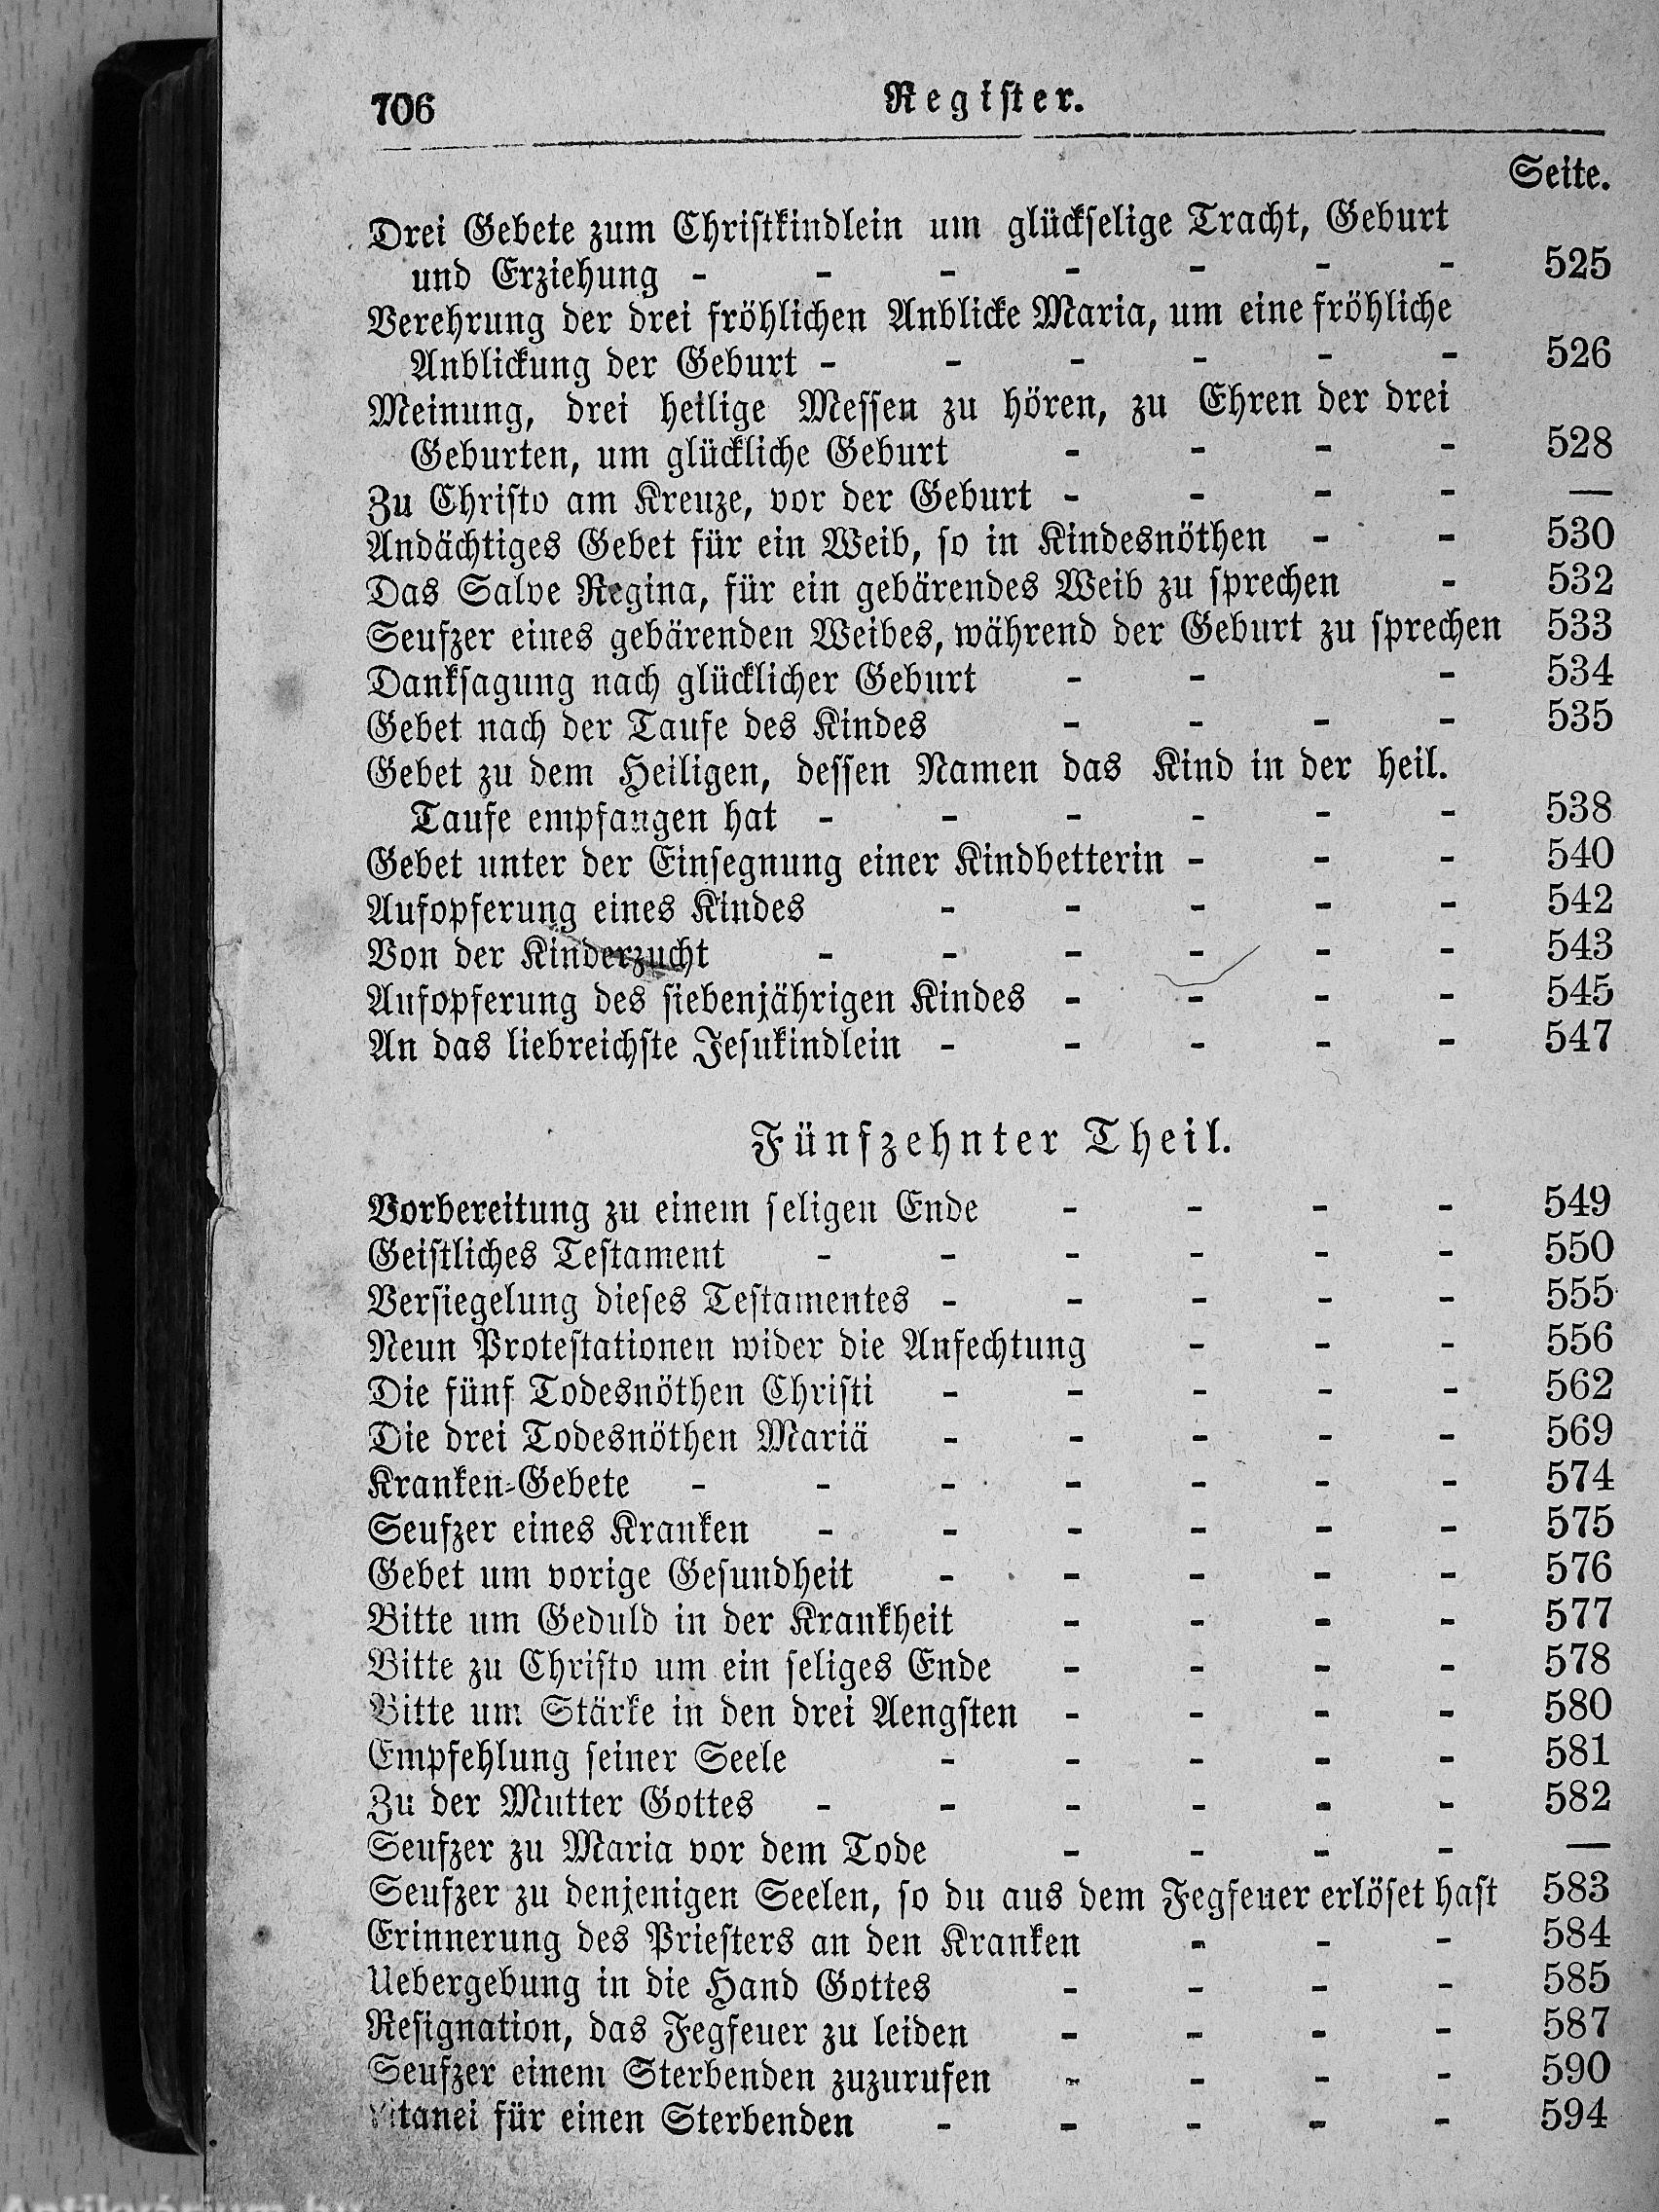 706 Register.
Seite.
Drei Gebete zum Christkindlein um glückselige Tracht, Geburt
und Erziehung - - - - - - - 525
Verehrung der drei fröhlichen Anblicke Maria, um eine fröhliche
Anblickung der Geburt - - - - - - 526
Meinung, drei heilige Messen zu hören, zu Ehren der drei
Geburten, um glückliche Geburt - - - - 528
Zu Christo am Kreuze, vor der Geburt - - - - —
Andächtiges Gebet für ein Weib, so in Kindesnöthen - - 530
Das Salve Regina, für ein gebärendes Weib zu sprechen - 532
Seufzer eines gebärenden Weibes, während der Geburt zu sprechen 533
Danksagung nach glücklicher Geburt - - - 534
Gebet nach der Taufe des Kindes - - - - 535
Gebet zu dem Heiligen, dessen Namen das Kind in der heil.
Taufe empfangen hat - - - - - - 538
Gebet unter der Einsegnung einer Kindbetterin - - - 540
Aufopferung eines Kindes - - - - - 542
Von der Kinderzucht - - - - - - 543
Aufopferung des siebenjährigen Kindes - - - - 545
An das liebreichste Jesukindlein - - - - - 547
Fünfzehnter Theil.
Vorbereitung zu einem seligen Ende - - - - 549
Geistliches Testament - - - - - - 550
Versiegelung dieses Testamentes - - - - - 555
Neun Protestationen wider die Anfechtung - - - 556
Die fünf Todesnöthen Christi - - - - - 562
Die drei Todesnöthen Mariä - - - - - 569
Kranken-Gebete - - - - - - - 574
Seufzer eines Kranken - - - - - - 575
Gebet um vorige Gesundheit - - - - - 576
Bitte um Geduld in der Krankheit - - - - 577
Bitte zu Christo um ein seliges Ende - - - - 578
Bitte um Stärke in den drei Aengsten - - - - 580
Empfehlung seiner Seele - - - - - 581
Zu der Mutter Gottes - - - - - - 582
Seufzer zu Maria vor dem Tode - - - - —
Seufzer zu denjenigen Seelen, so du aus dem Fegfeuer erlöset hast 583
Erinnerung des Priesters an den Kranken - - - 584
Uebergebung in die Hand Gottes - - - - 585
Resignation, das Fegfeuer zu leiden - - - - 587
Seufzer einem Sterbenden zuzurufen - - - - 590
Litanei für einen Sterbenden - - - - - 594